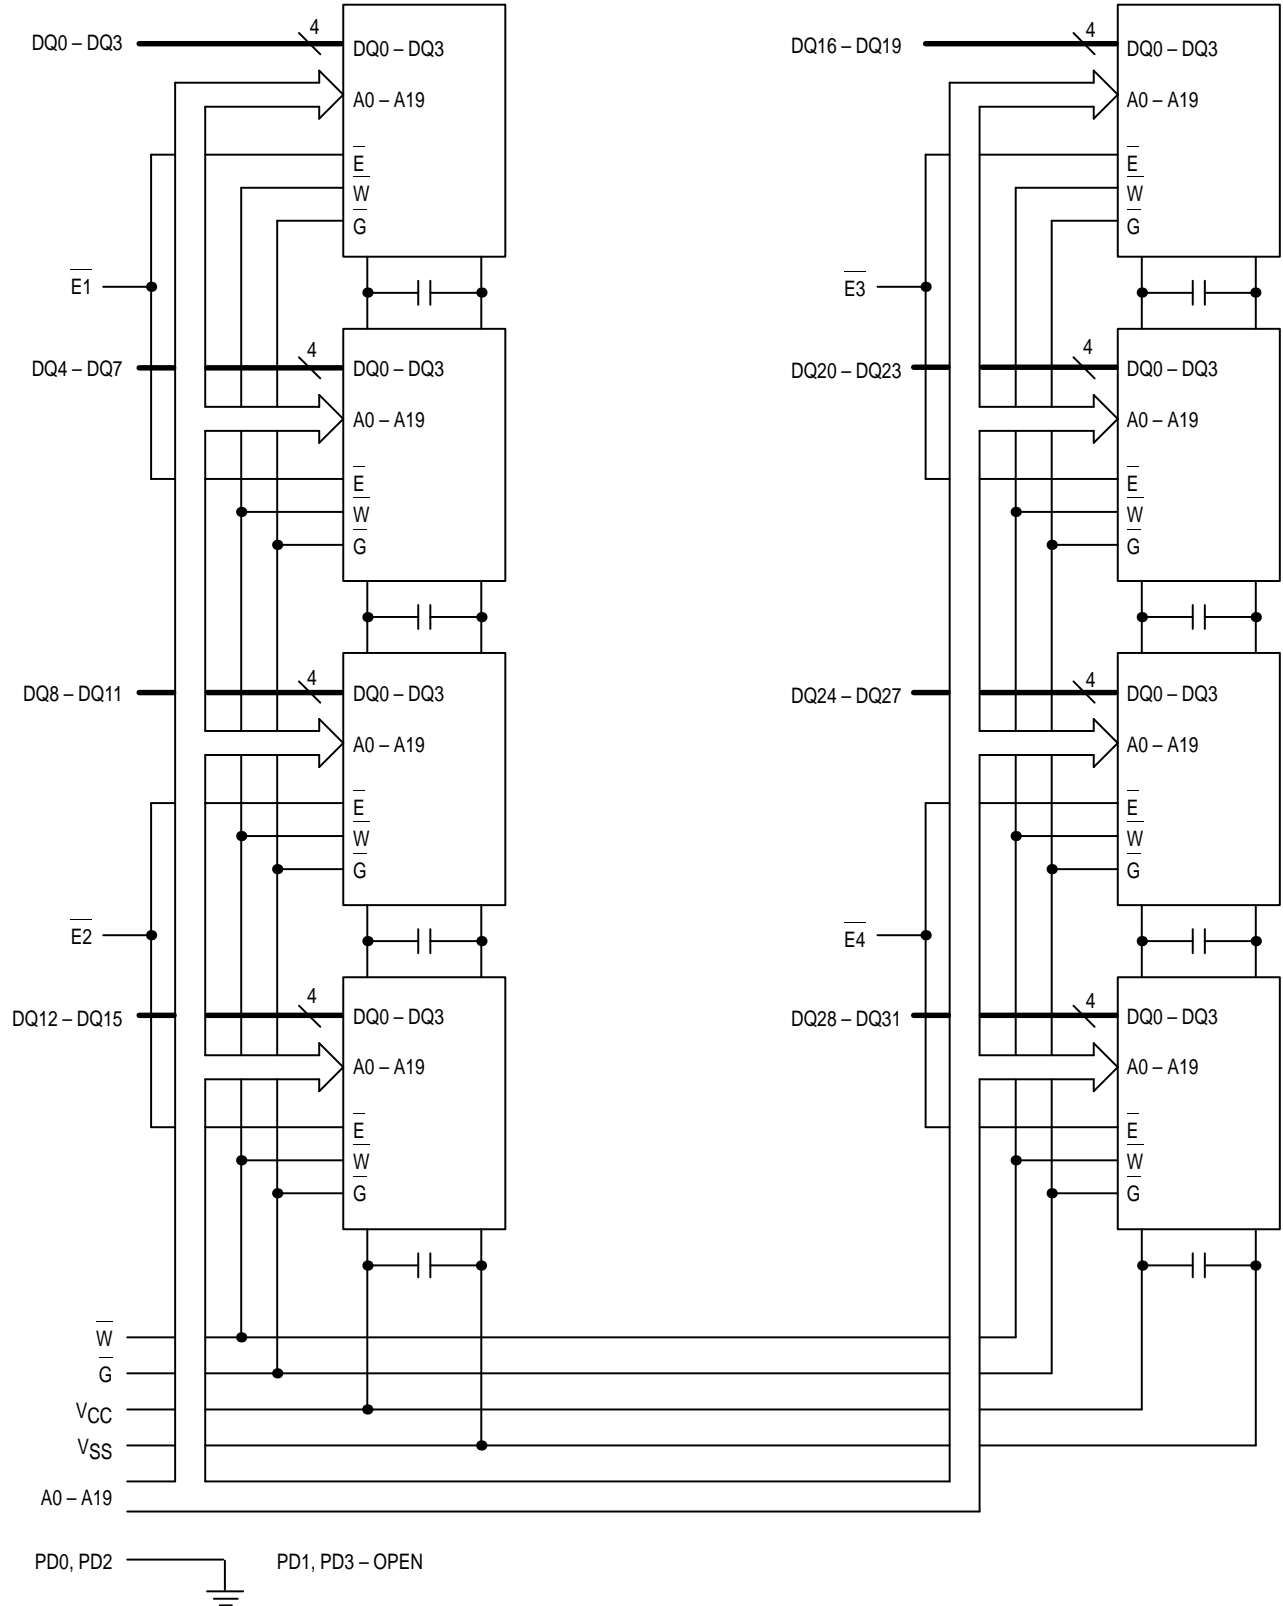 DQ0 – DQ3
4
DQ0 – DQ3
A0 – A19
E
W
G
E1
DQ4 – DQ7
4
DQ0 – DQ3
A0 – A19
E
W
G
DQ8 – DQ11
4
DQ0 – DQ3
A0 – A19
E
W
G
E2
DQ12 – DQ15
4
DQ0 – DQ3
A0 – A19
E
W
G
DQ16 – DQ19
4
DQ0 – DQ3
A0 – A19
E
W
G
E3
DQ20 – DQ23
4
DQ0 – DQ3
A0 – A19
E
W
G
DQ24 – DQ27
4
DQ0 – DQ3
A0 – A19
E
W
G
E4
DQ28 – DQ31
4
DQ0 – DQ3
A0 – A19
E
W
G
W
G
VCC
VSS
A0 – A19
PD0, PD2
PD1, PD3 – OPEN